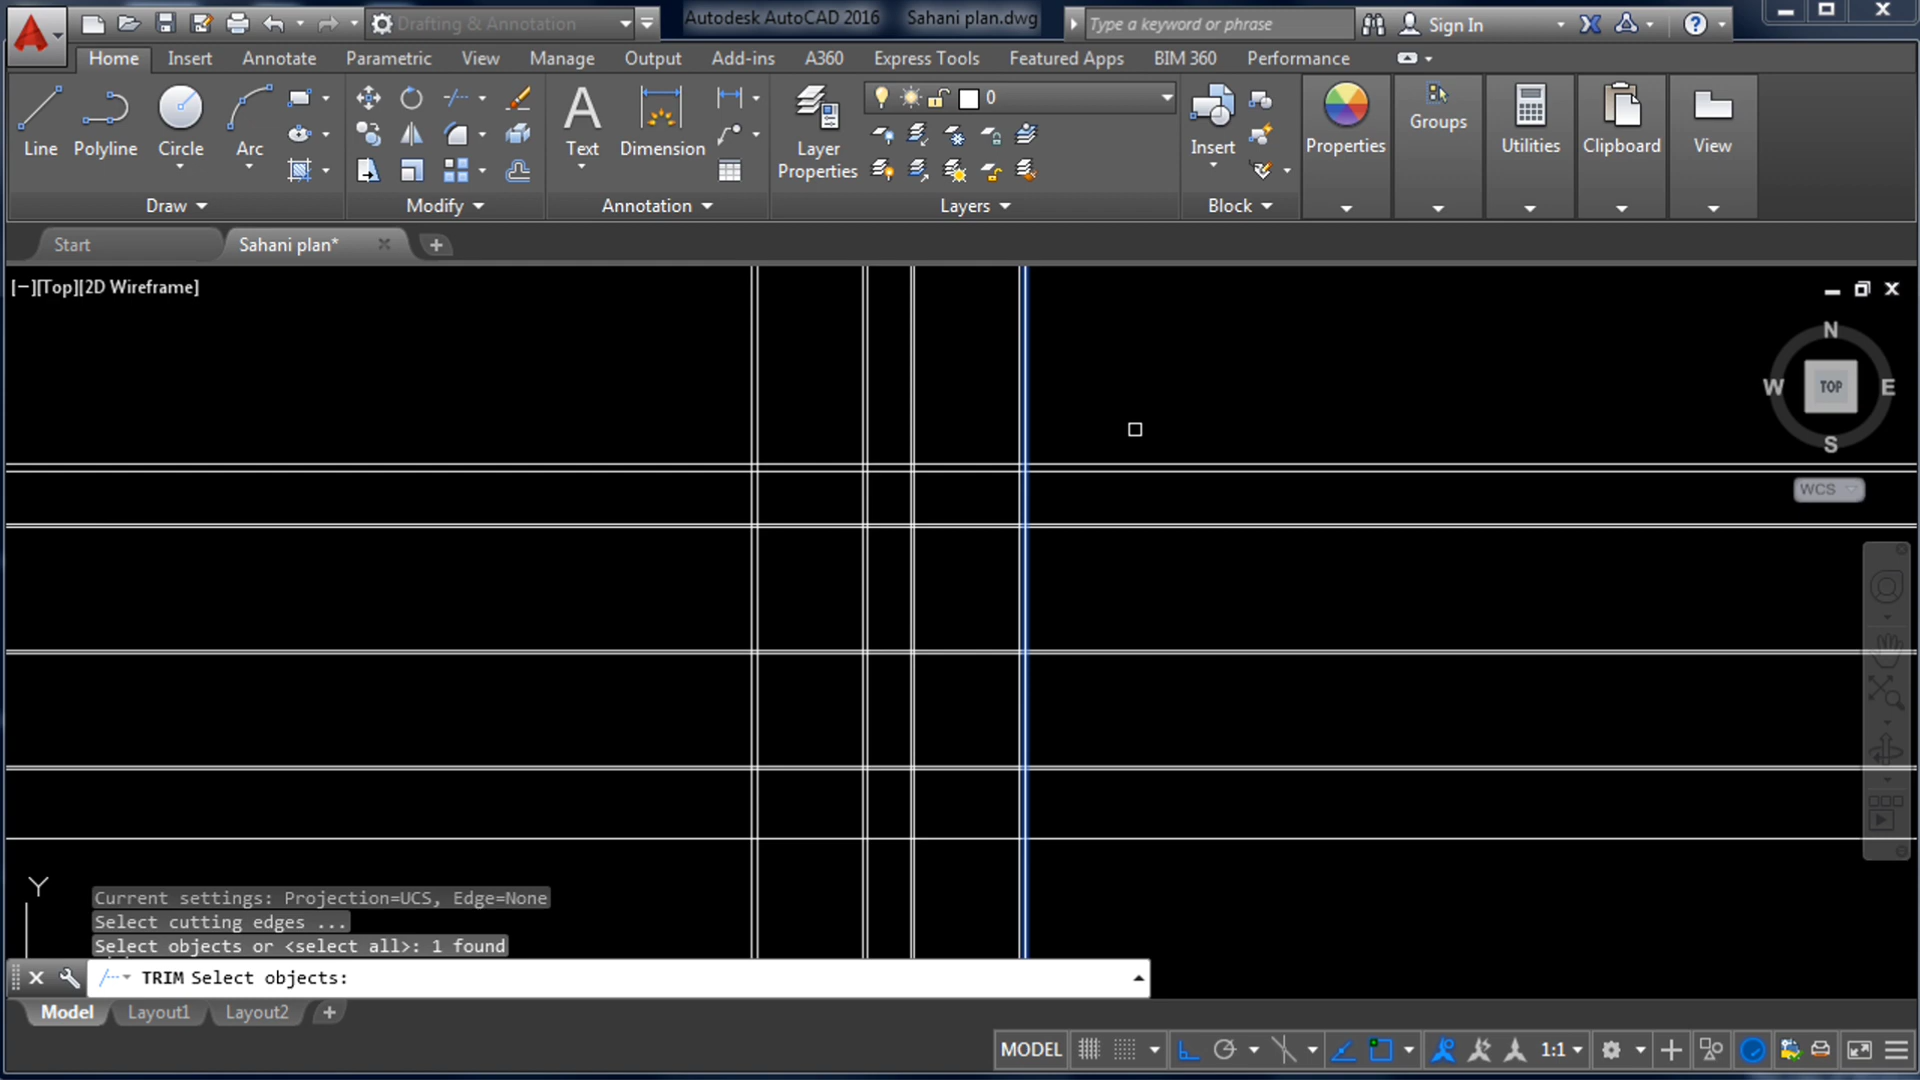 Drafting & Annotation
Autodesk AutoCAD 2016 Sahani plan.dwg
Type a keyword or phrase
Sign In
Home Insert Annotate Parametric View Manage Output Add-ins A360 Express Tools Featured Apps BIM 360 Performance
0
Line Polyline Circle Arc
Text Dimension
Layer Properties
Insert
Properties Groups Utilities Clipboard View
Draw Modify Annotation Layers Block
Start Sahani plan*
[−][Top][2D Wireframe]
N
W TOP E
S
WCS
Y
Current settings: Projection=UCS, Edge=None
Select cutting edges ...
Select objects or <select all>: 1 found
TRIM Select objects:
Model Layout1 Layout2
MODEL 1:1